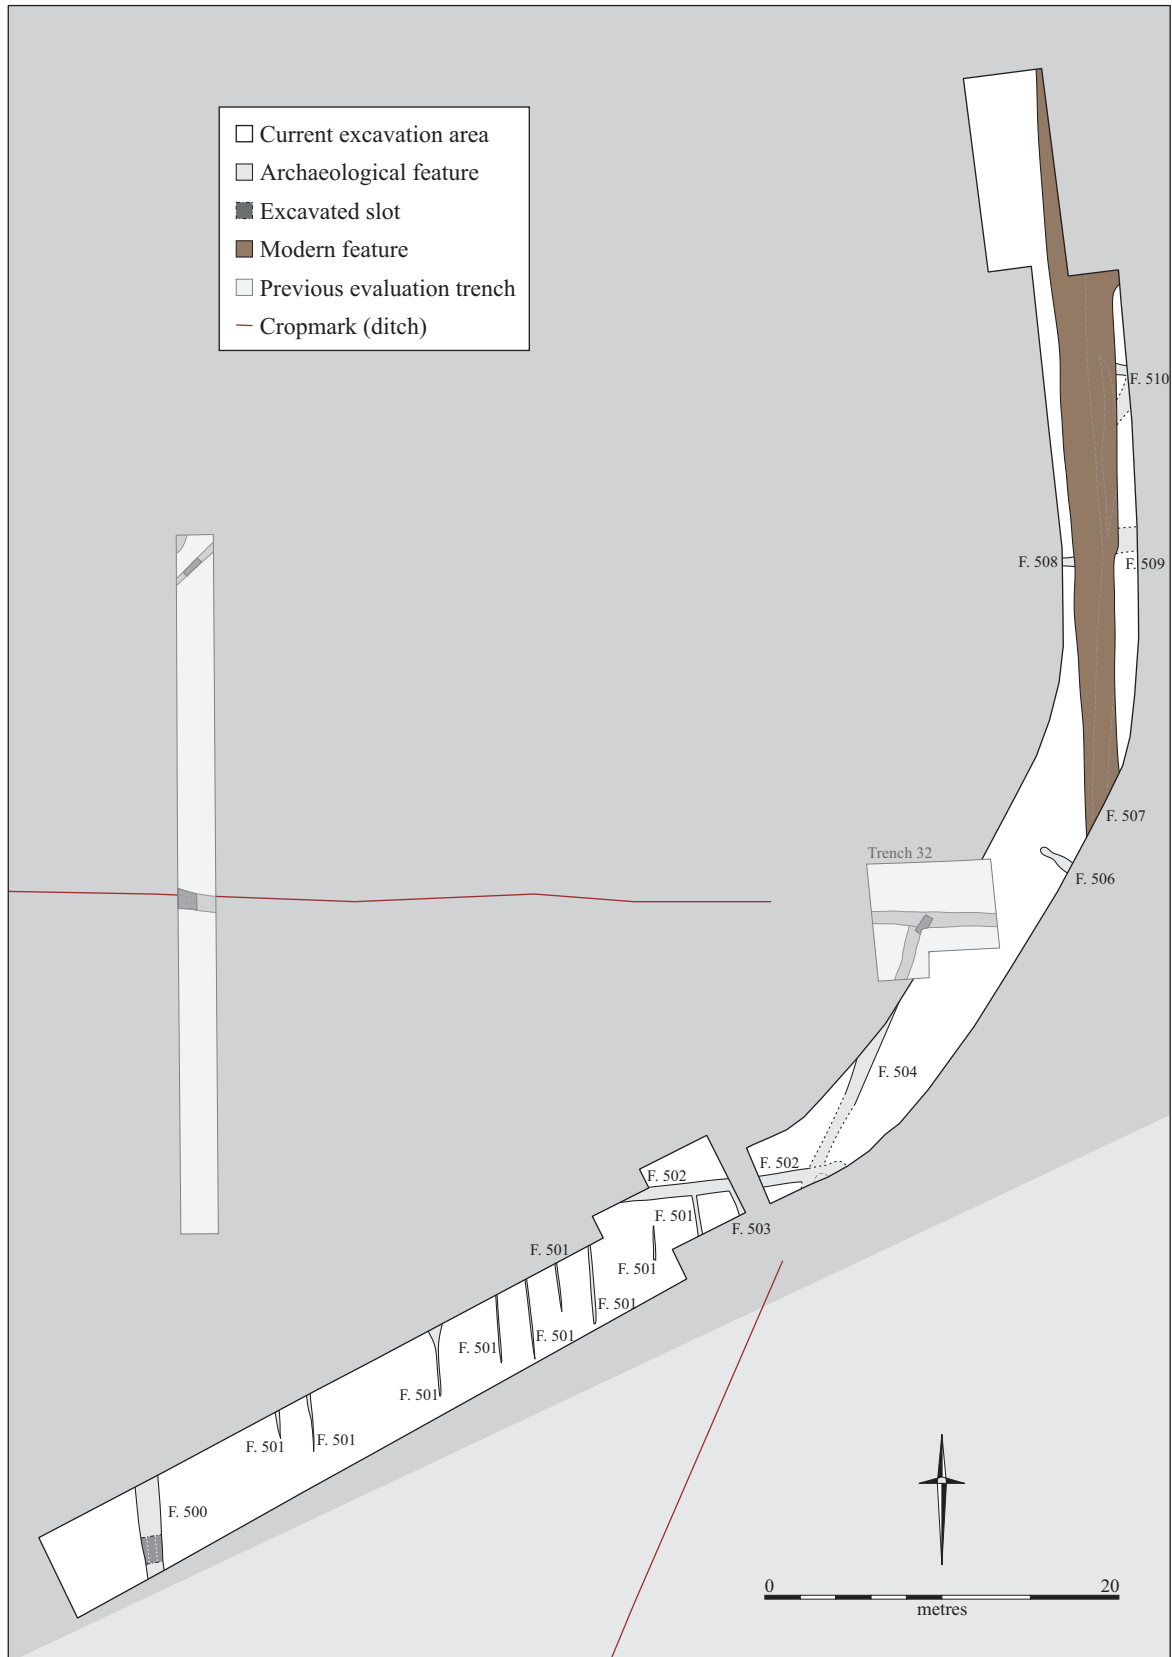 Current excavation area
Archaeological feature
Excavated slot
Modern feature
Previous evaluation trench
Cropmark (ditch)
F. 510
F. 508
F. 509
F. 507
Trench 32
F. 506
F. 504
F. 502
F. 502
F. 501
F. 503
F. 501
F. 501
F. 501
F. 501
F. 501
F. 501
F. 501
F. 501
F. 500
0
20
metres